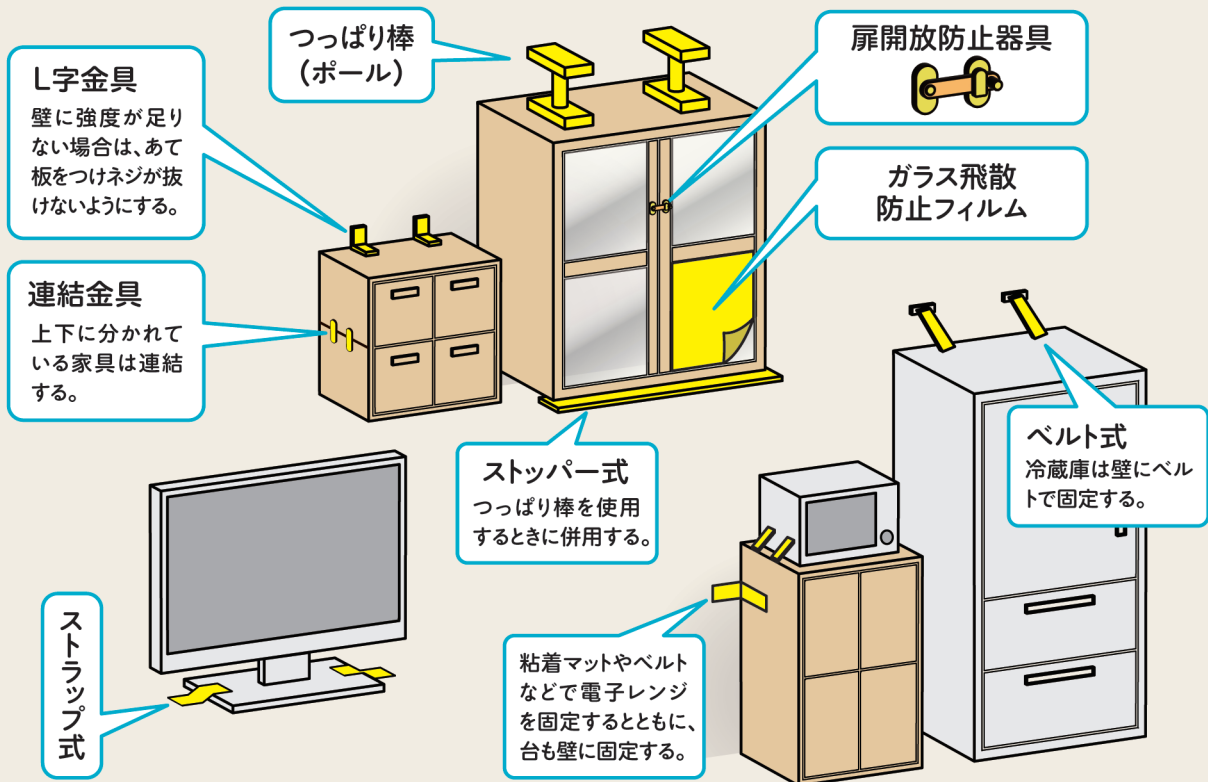 つっぱり棒
(ポール)
扉開放防止器具
L字金具
壁に強度が足り
ない場合は、あて
板をつけネジが抜
けないようにする。
ガラス飛散
防止フィルム
連結金具
上下に分かれて
いる家具は連結
する。
ベルト式
冷蔵庫は壁にベル
トで固定する。
ストッパー式
つっぱり棒を使用
するときに併用する。
ストラップ式
粘着マットやベルト
などで電子レンジ
を固定するとともに、
台も壁に固定する。